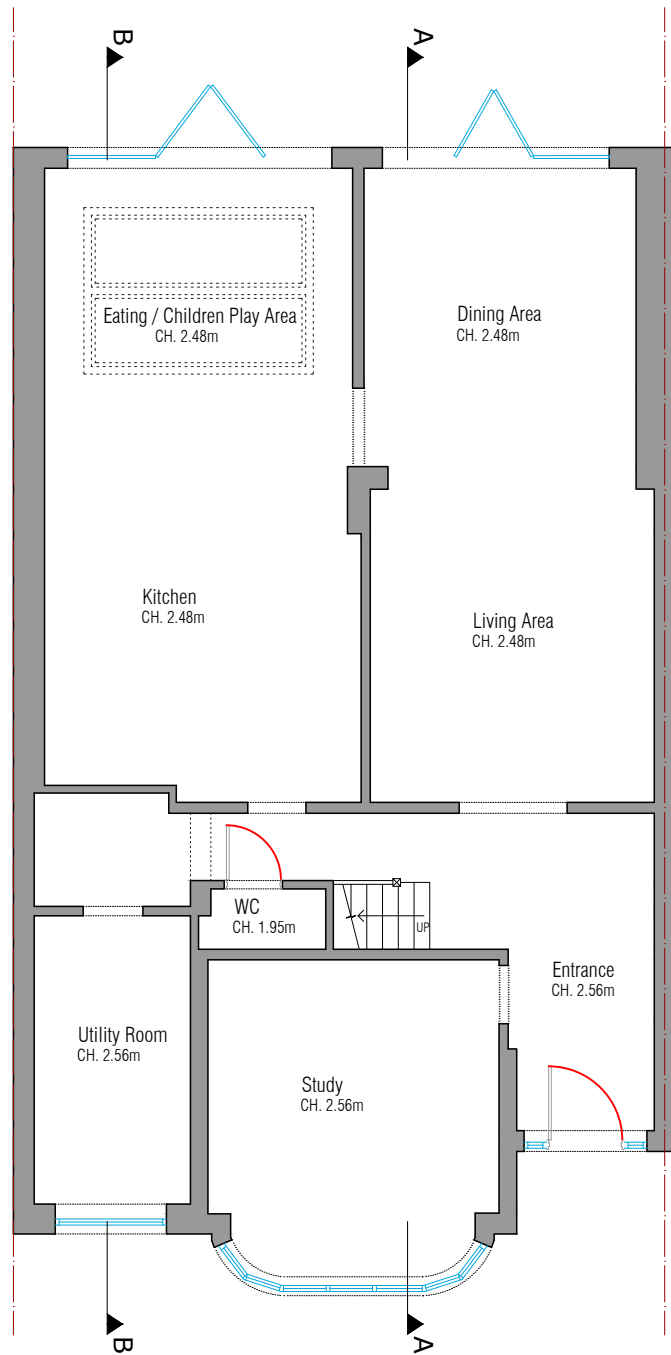 B
A
Eating / Children Play Area
CH. 2.48m
Dining Area
CH. 2.48m
Kitchen
CH. 2.48m
Living Area
CH. 2.48m
WC
CH. 1.95m
UP
Entrance
CH. 2.56m
Utility Room
CH. 2.56m
Study
CH. 2.56m
B
A